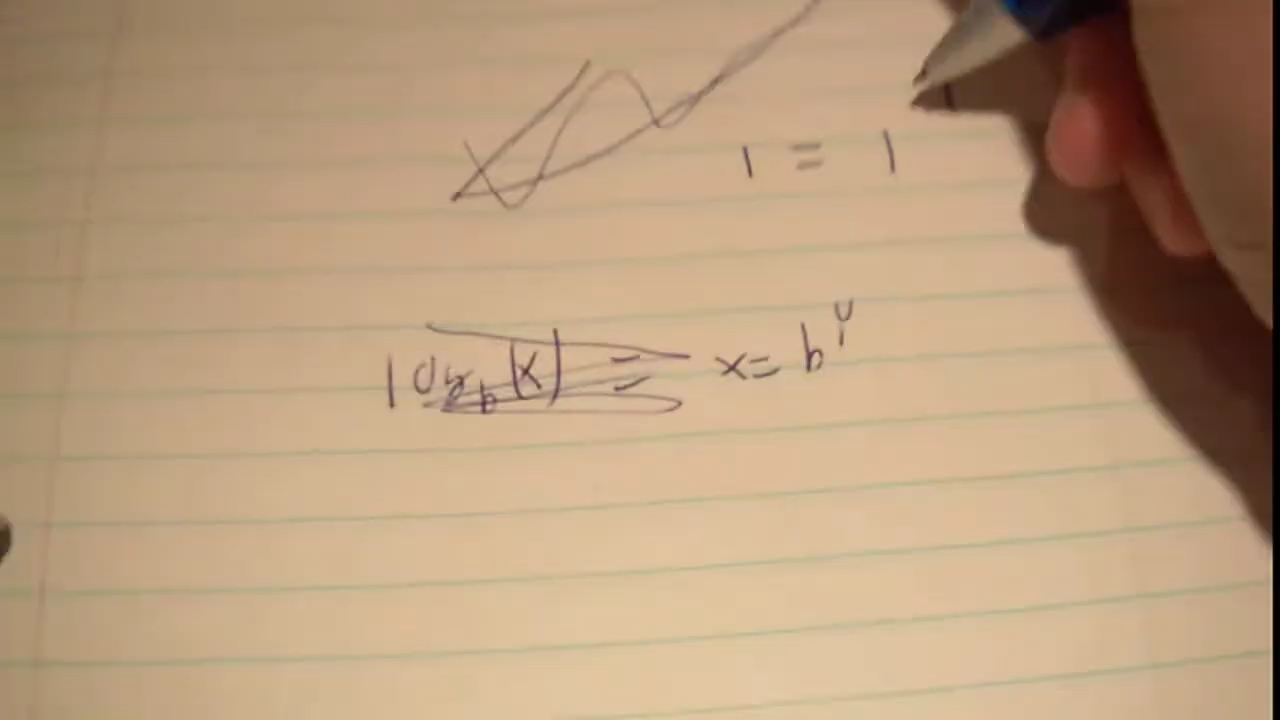 1 = 1
log_b(x) = x = b^y